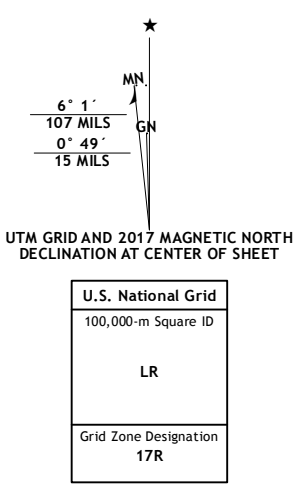 ★
MN
6° 1´
107 MILS
GN
0° 49´
15 MILS
UTM GRID AND 2017 MAGNETIC NORTH
DECLINATION AT CENTER OF SHEET
U.S. National Grid
100,000-m Square ID
LR
Grid Zone Designation
17R